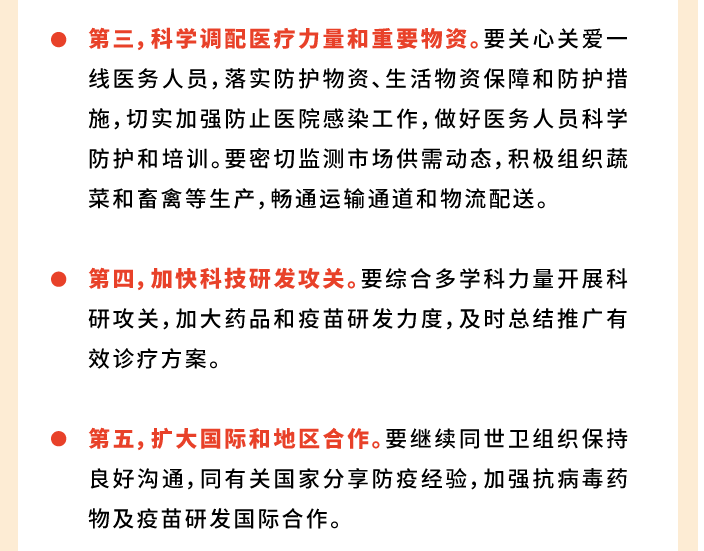 第三，科学调配医疗力量和重要物资。要关心关爱一
线医务人员，落实防护物资、生活物资保障和防护措
施，切实加强防止医院感染工作，做好医务人员科学
防护和培训。要密切监测市场供需动态，积极组织蔬
菜和畜禽等生产，畅通运输通道和物流配送。
第四，加快科技研发攻关。要综合多学科力量开展科
研攻关，加大药品和疫苗研发力度，及时总结推广有
效诊疗方案。
第五，扩大国际和地区合作。要继续同世卫组织保持
良好沟通，同有关国家分享防疫经验，加强抗病毒药
物及疫苗研发国际合作。